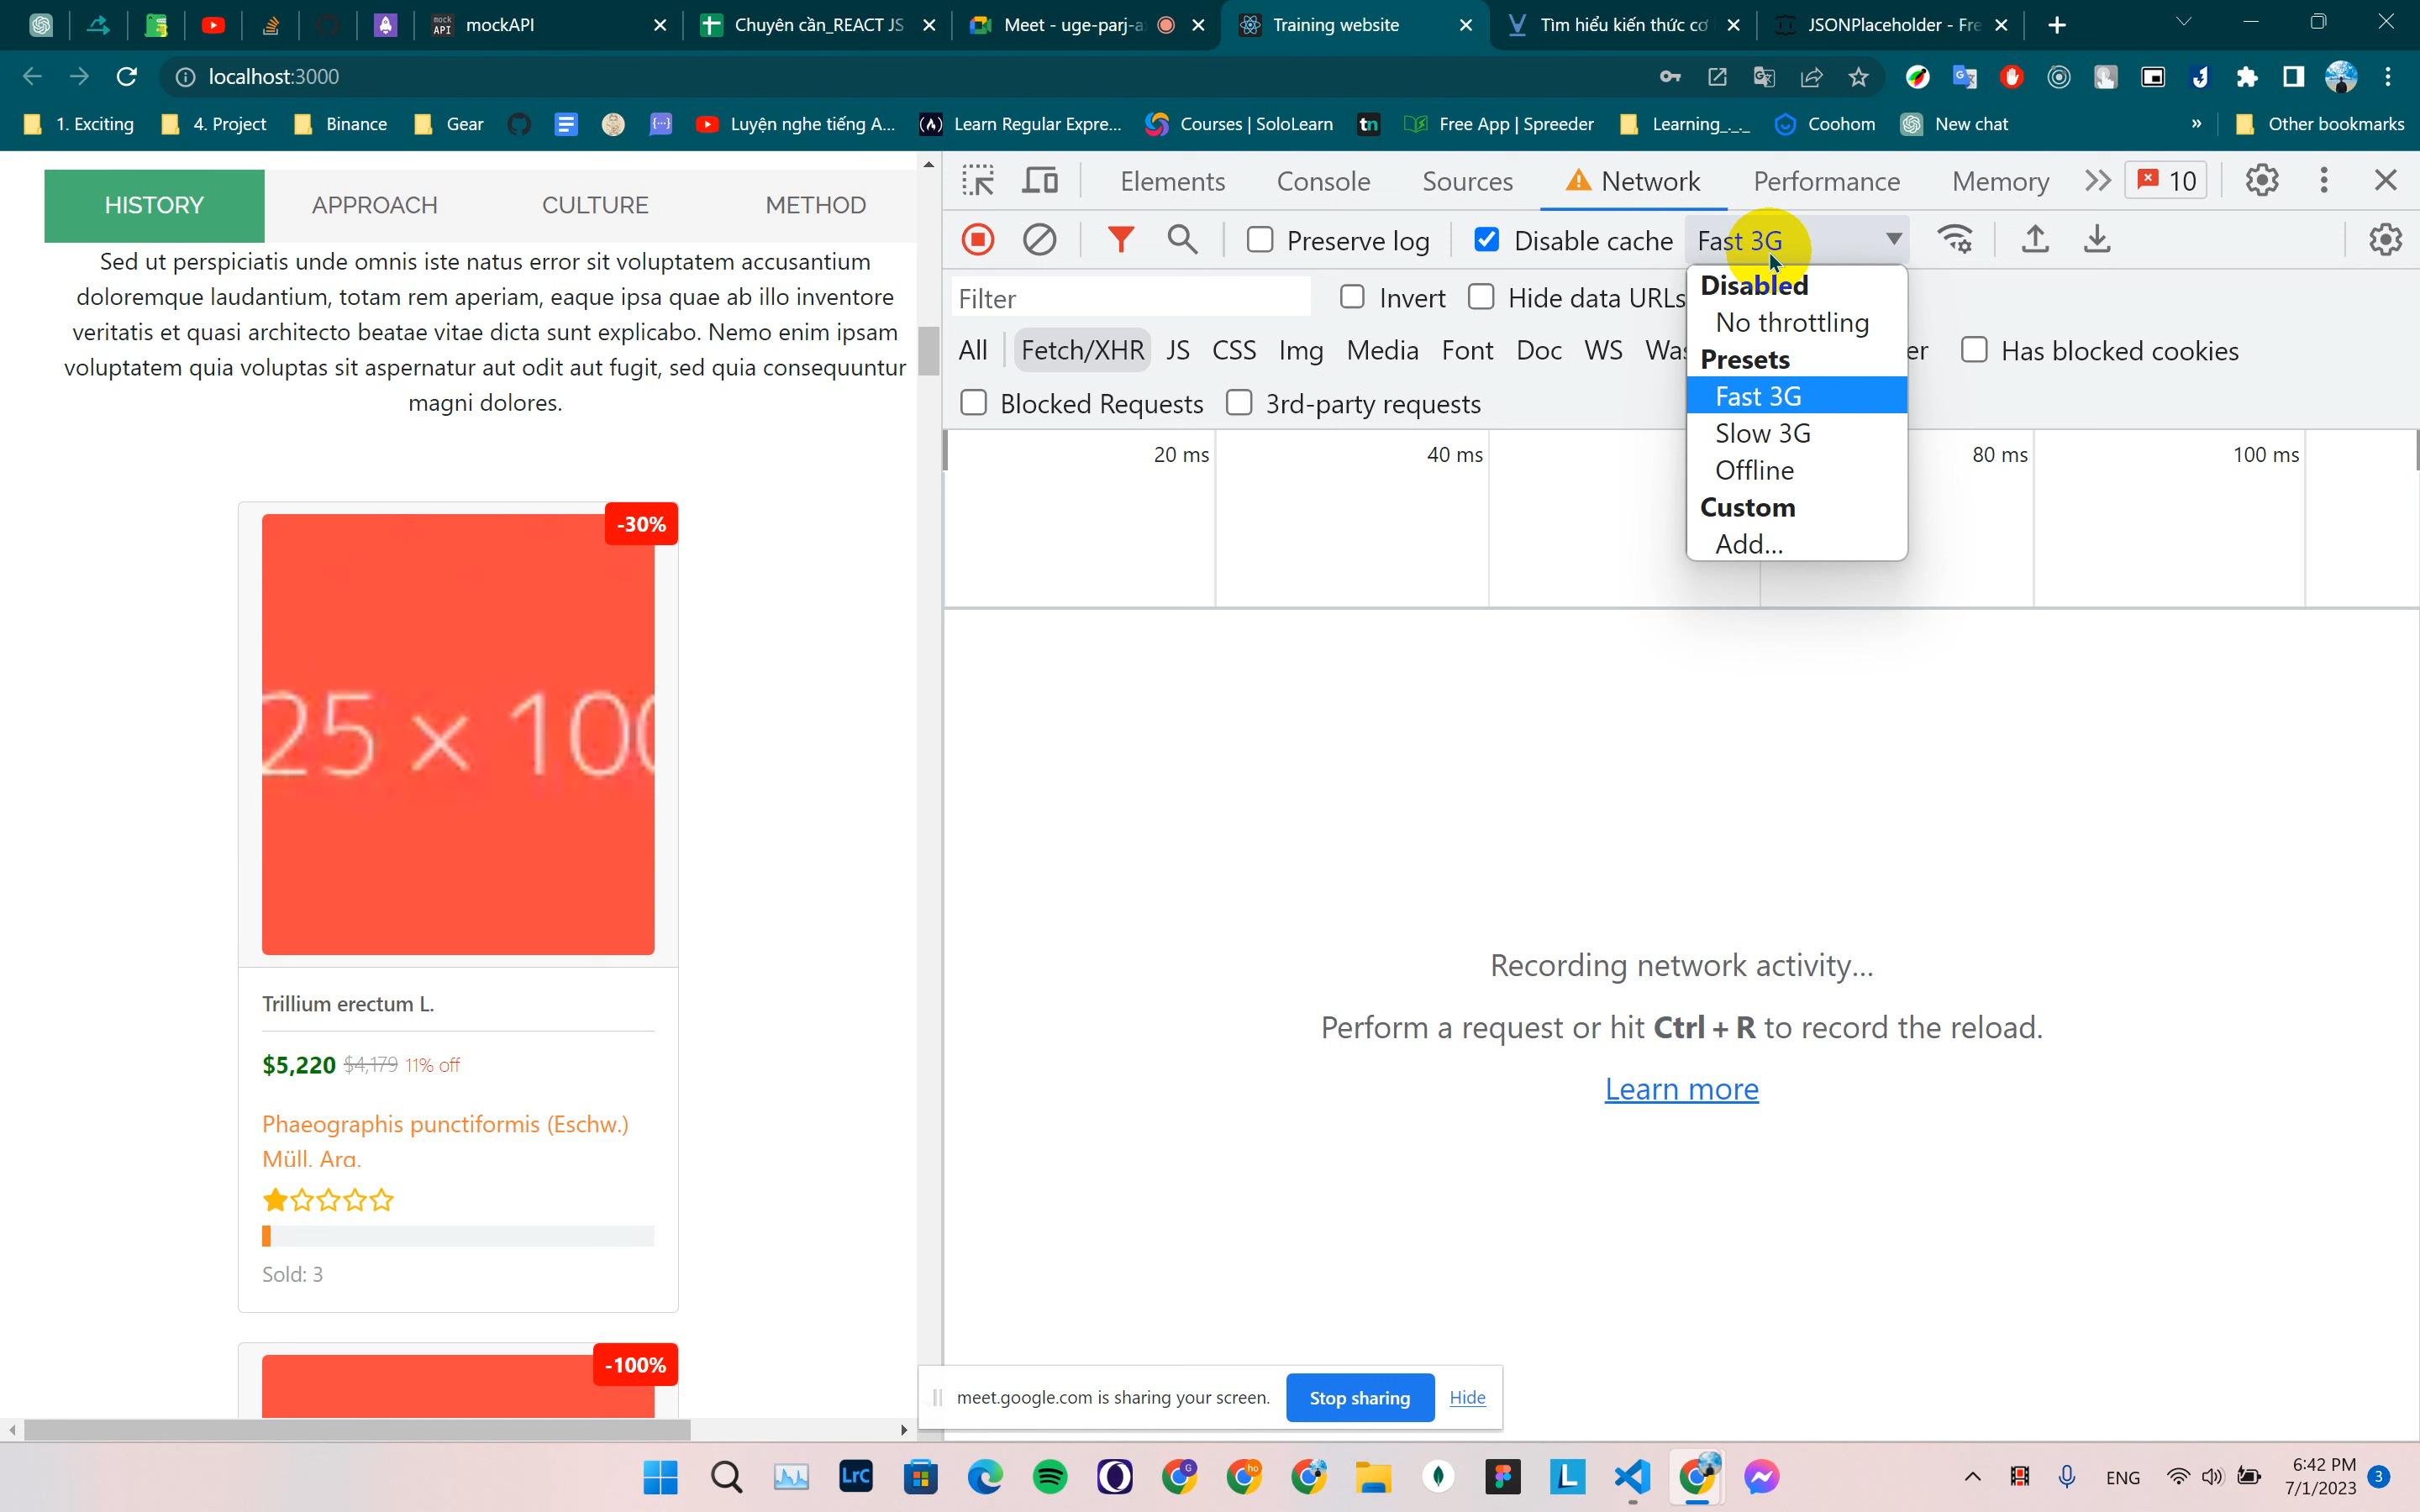 mock
API
mockAPI
Chuyên cần_REACT JS
Meet - uge-parj-a
Training website
Tìm hiểu kiến thức cơ
JSONPlaceholder - Fre
localhost:3000
1. Exciting
4. Project
Binance
Gear
Luyện nghe tiếng A...
Learn Regular Expre...
Courses | SoloLearn
tn
Free App | Spreeder
Learning_._
Coohom
New chat
»
Other bookmarks
HISTORY
APPROACH
CULTURE
METHOD
Sed ut perspiciatis unde omnis iste natus error sit voluptatem accusantium
doloremque laudantium, totam rem aperiam, eaque ipsa quae ab illo inventore
veritatis et quasi architecto beatae vitae dicta sunt explicabo. Nemo enim ipsam
voluptatem quia voluptas sit aspernatur aut odit aut fugit, sed quia consequuntur
magni dolores.
-30%
25 × 100
Trillium erectum L.
$5,220 $4,179 11% off
Phaeographis punctiformis (Eschw.)
Müll. Arg.
Sold: 3
-100%
Elements
Console
Sources
Network
Performance
Memory
10
Preserve log
Disable cache
Fast 3G
Filter
Invert
Hide data URLs
All
Fetch/XHR
JS
CSS
Img
Media
Font
Doc
WS
Was
er
Has blocked cookies
Blocked Requests
3rd-party requests
Disabled
No throttling
Presets
Fast 3G
Slow 3G
Offline
Custom
Add...
20 ms
40 ms
80 ms
100 ms
Recording network activity...
Perform a request or hit Ctrl + R to record the reload.
Learn more
meet.google.com is sharing your screen.
Stop sharing
Hide
LrC
G
ho
L
ENG
6:42 PM
7/1/2023
3